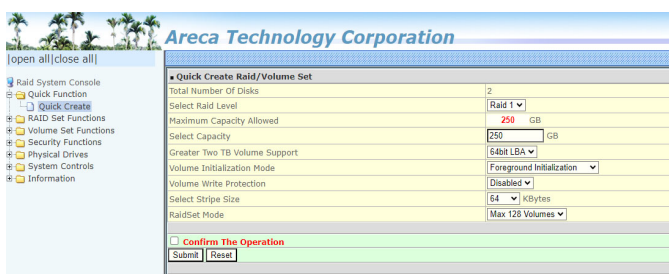 Areca Technology Corporation
|open all|close all|
Raid System Console
Quick Function
Quick Create
RAID Set Functions
Volume Set Functions
Security Functions
Physical Drives
System Controls
Information
Quick Create Raid/Volume Set
Total Number Of Disks 2
Select Raid Level Raid 1
Maximum Capacity Allowed 250 GB
Select Capacity 250 GB
Greater Two TB Volume Support 64bit LBA
Volume Initialization Mode Foreground Initialization
Volume Write Protection Disabled
Select Stripe Size 64 KBytes
RaidSet Mode Max 128 Volumes
Confirm The Operation
Submit Reset